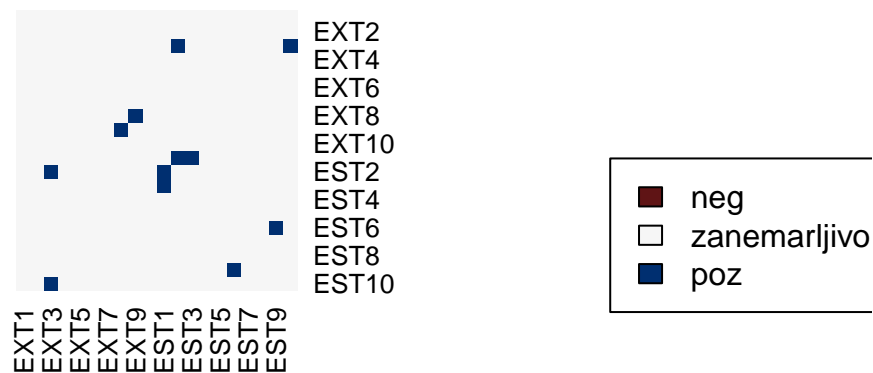 EXT2
EXT4
EXT6
EXT8
EXT10
EST2
EST4
EST6
EST8
EST10
EXT1
EXT3
EXT5
EXT7
EXT9
EST1
EST3
EST5
EST7
EST9
neg
zanemarljivo
poz